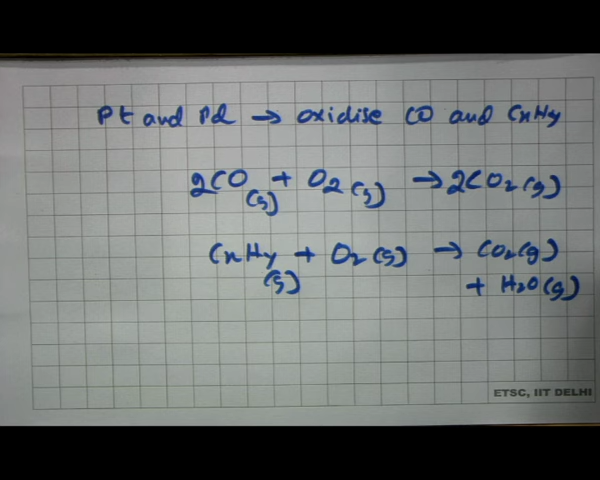 Pt and Pd → oxidise CO and CxHy
2CO (g) + O2 (g) → 2CO2 (g)
CxHy (g) + O2 (g) → CO2 (g)
+ H2O (g)
ETSC, IIT DELHI